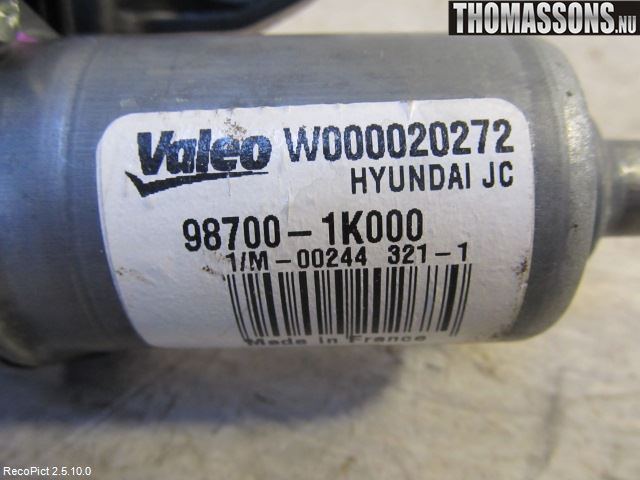 THOMASSONS.NU
Valeo W000020272
HYUNDAI JC
98700-1K000
1/M-00244 321-1
Made in France
RecoPict 2.5.10.0